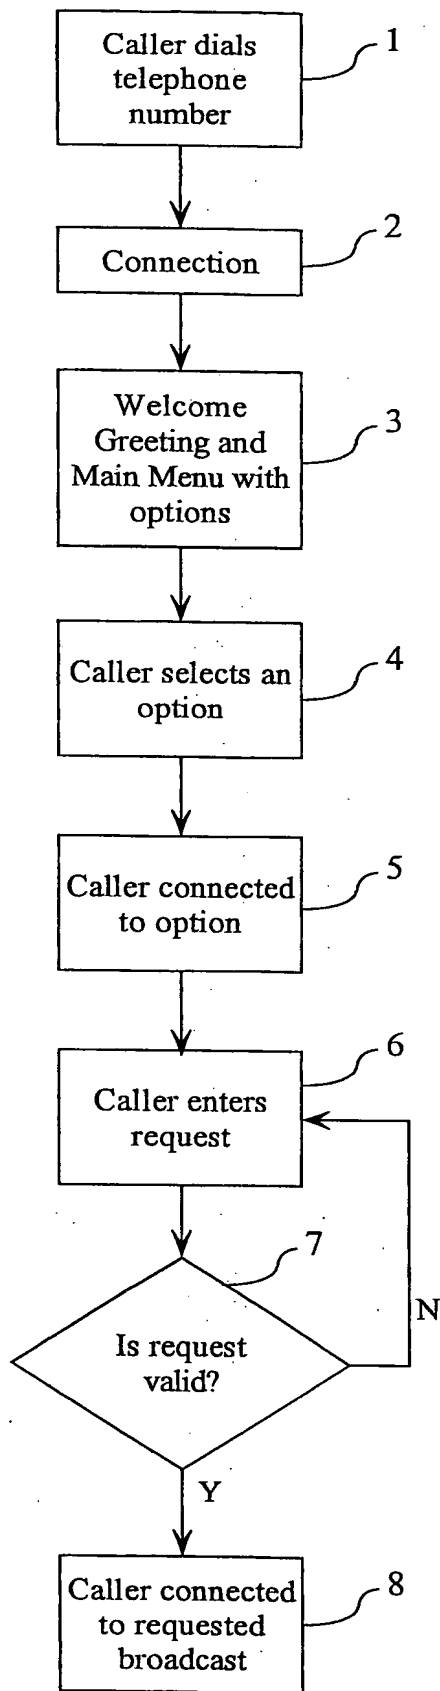 Caller dials
telephone
number
1
Connection
2
Welcome
Greeting and
Main Menu with
options
3
Caller selects an
option
4
Caller connected
to option
5
Caller enters
request
6
Is request
valid?
7
N
Y
Caller connected
to requested
broadcast
8